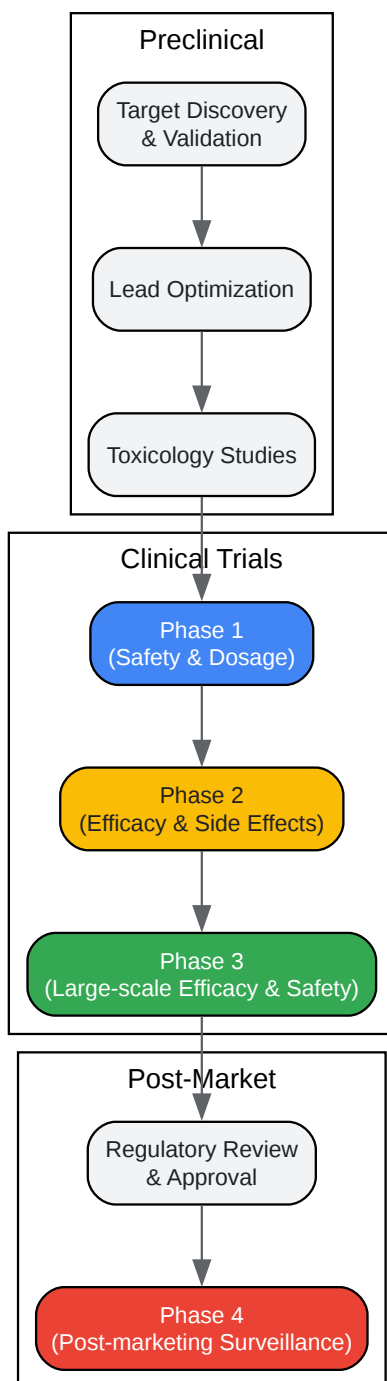 Preclinical
Target Discovery
& Validation
Lead Optimization
Toxicology Studies
Clinical Trials
Phase 1
(Safety & Dosage)
Phase 2
(Efficacy & Side Effects)
Phase 3
(Large-scale Efficacy & Safety)
Post-Market
Regulatory Review
& Approval
Phase 4
(Post-marketing Surveillance)